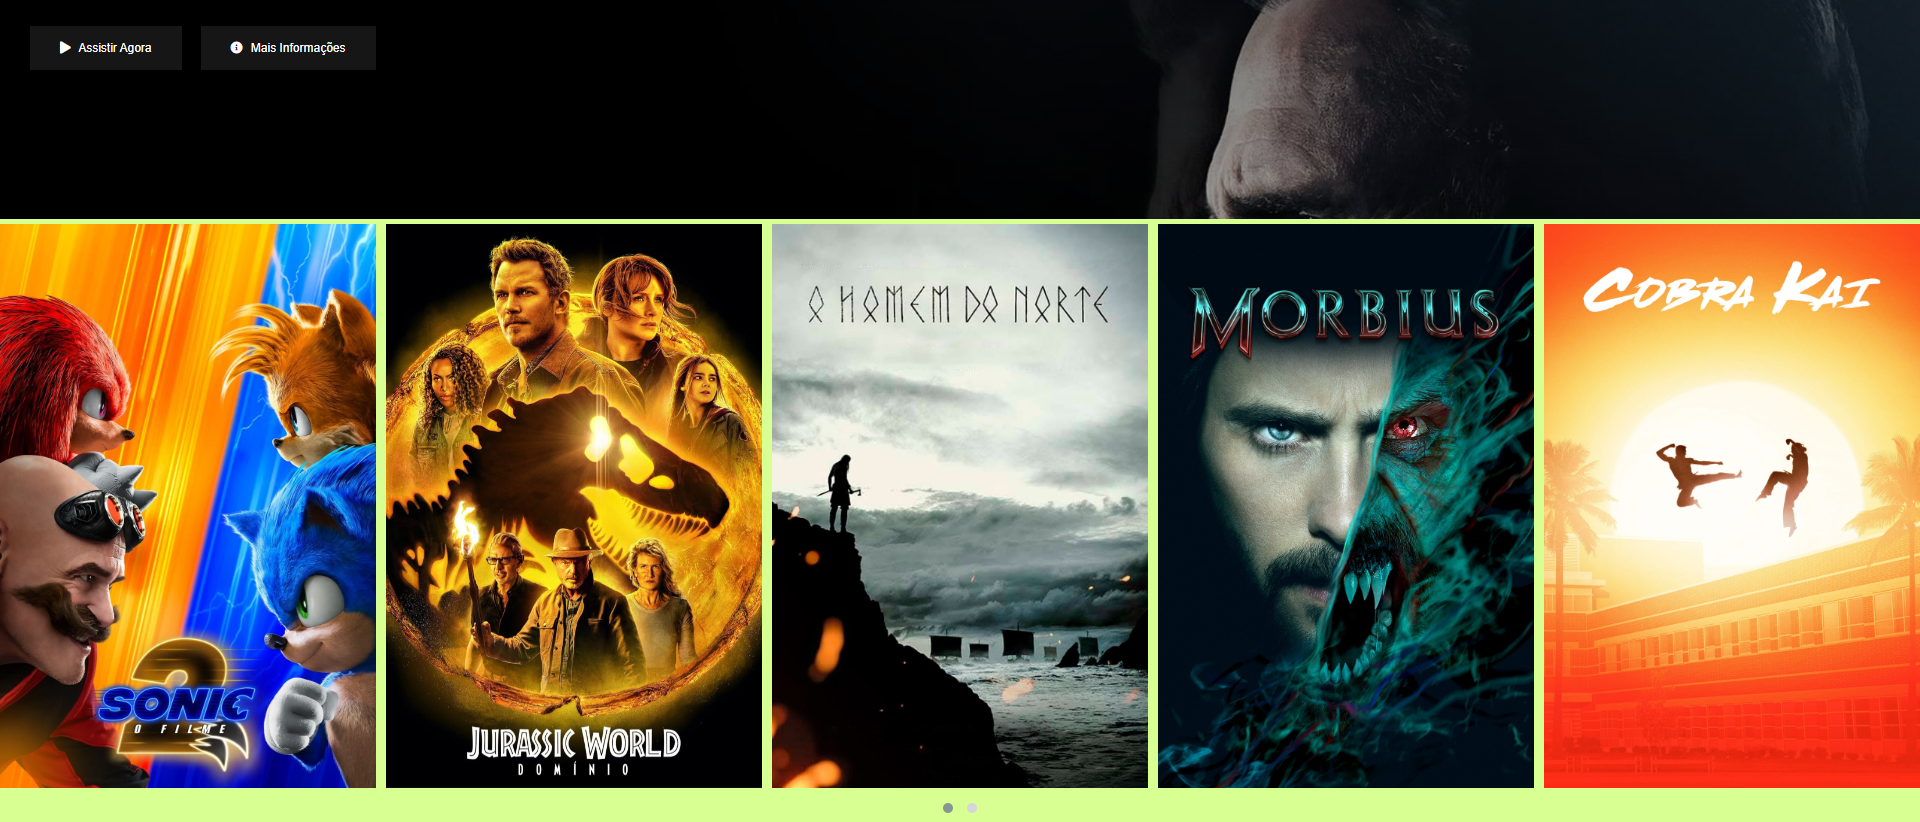 Assistir Agora
Mais Informações
SONIC
2
O FILME
JURASSIC WORLD
DOMÍNIO
O HOMEM DO NORTE
MORBIUS
COBRA KAI